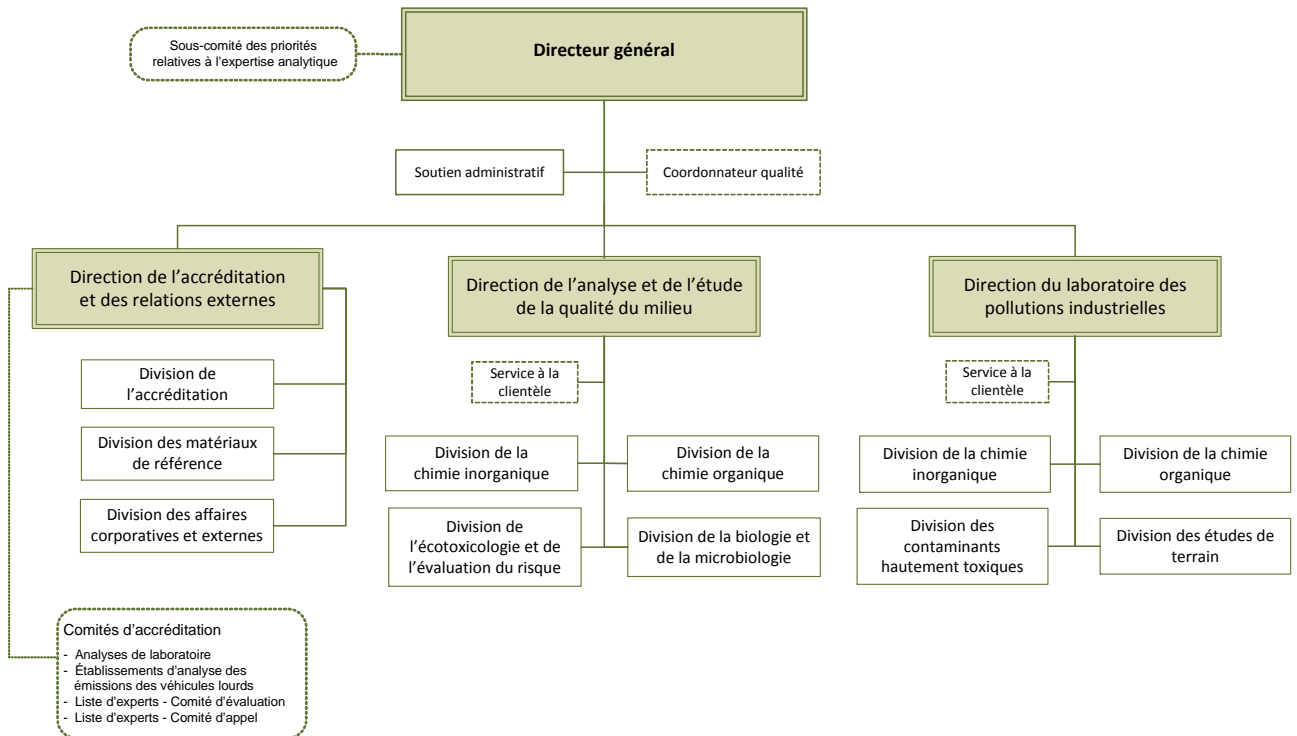 Sous-comité des priorités
relatives à l'expertise analytique
Directeur général
Soutien administratif
Coordonnateur qualité
Direction de l'accréditation
et des relations externes
Direction de l'analyse et de l'étude
de la qualité du milieu
Direction du laboratoire des
pollutions industrielles
Division de
l'accréditation
Division des matériaux
de référence
Division des affaires
corporatives et externes
Service à la
clientèle
Division de la
chimie inorganique
Division de la
chimie organique
Division de
l'écotoxicologie et de
l'évaluation du risque
Division de la biologie et
de la microbiologie
Service à la
clientèle
Division de la chimie
inorganique
Division de la chimie
organique
Division des
contaminants
hautement toxiques
Division des études de
terrain
Comités d'accréditation
- Analyses de laboratoire
- Établissements d'analyse des
émissions des véhicules lourds
- Liste d'experts - Comité d'évaluation
- Liste d'experts - Comité d'appel